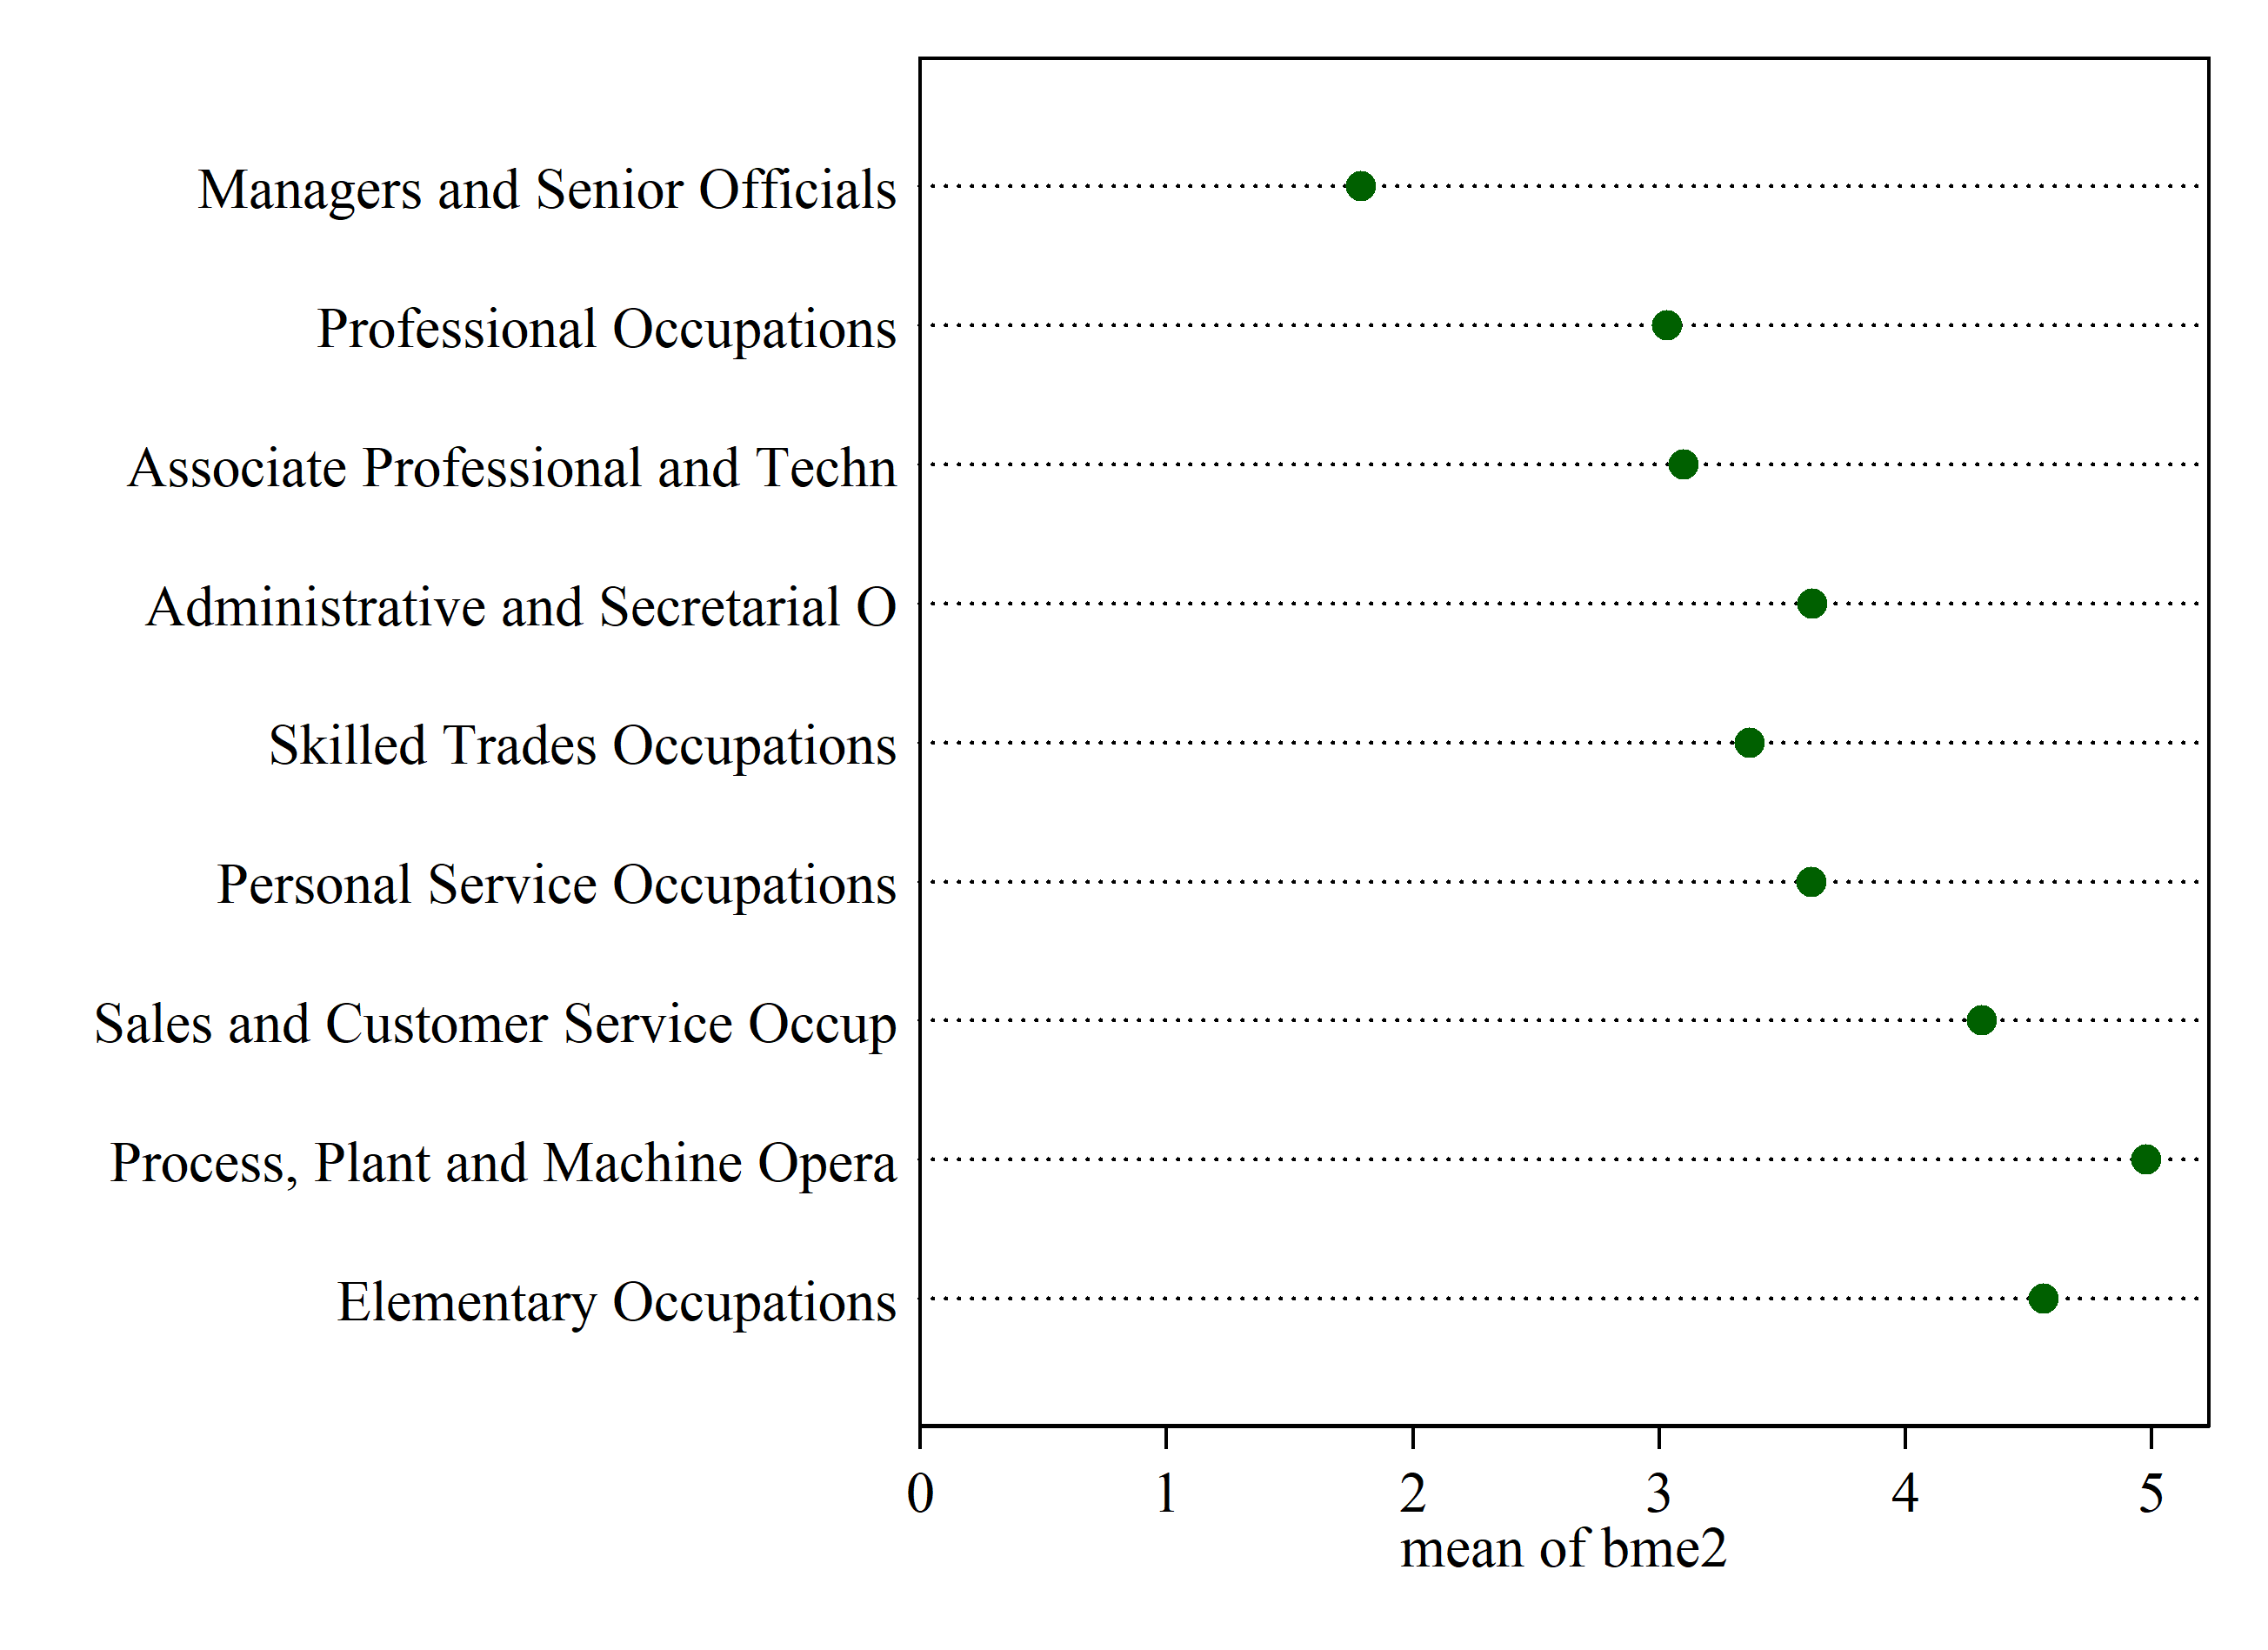 Managers and Senior Officials
Professional Occupations
Associate Professional and Techn
Administrative and Secretarial O
Skilled Trades Occupations
Personal Service Occupations
Sales and Customer Service Occup
Process, Plant and Machine Opera
Elementary Occupations
0 1 2 3 4 5
mean of bme2